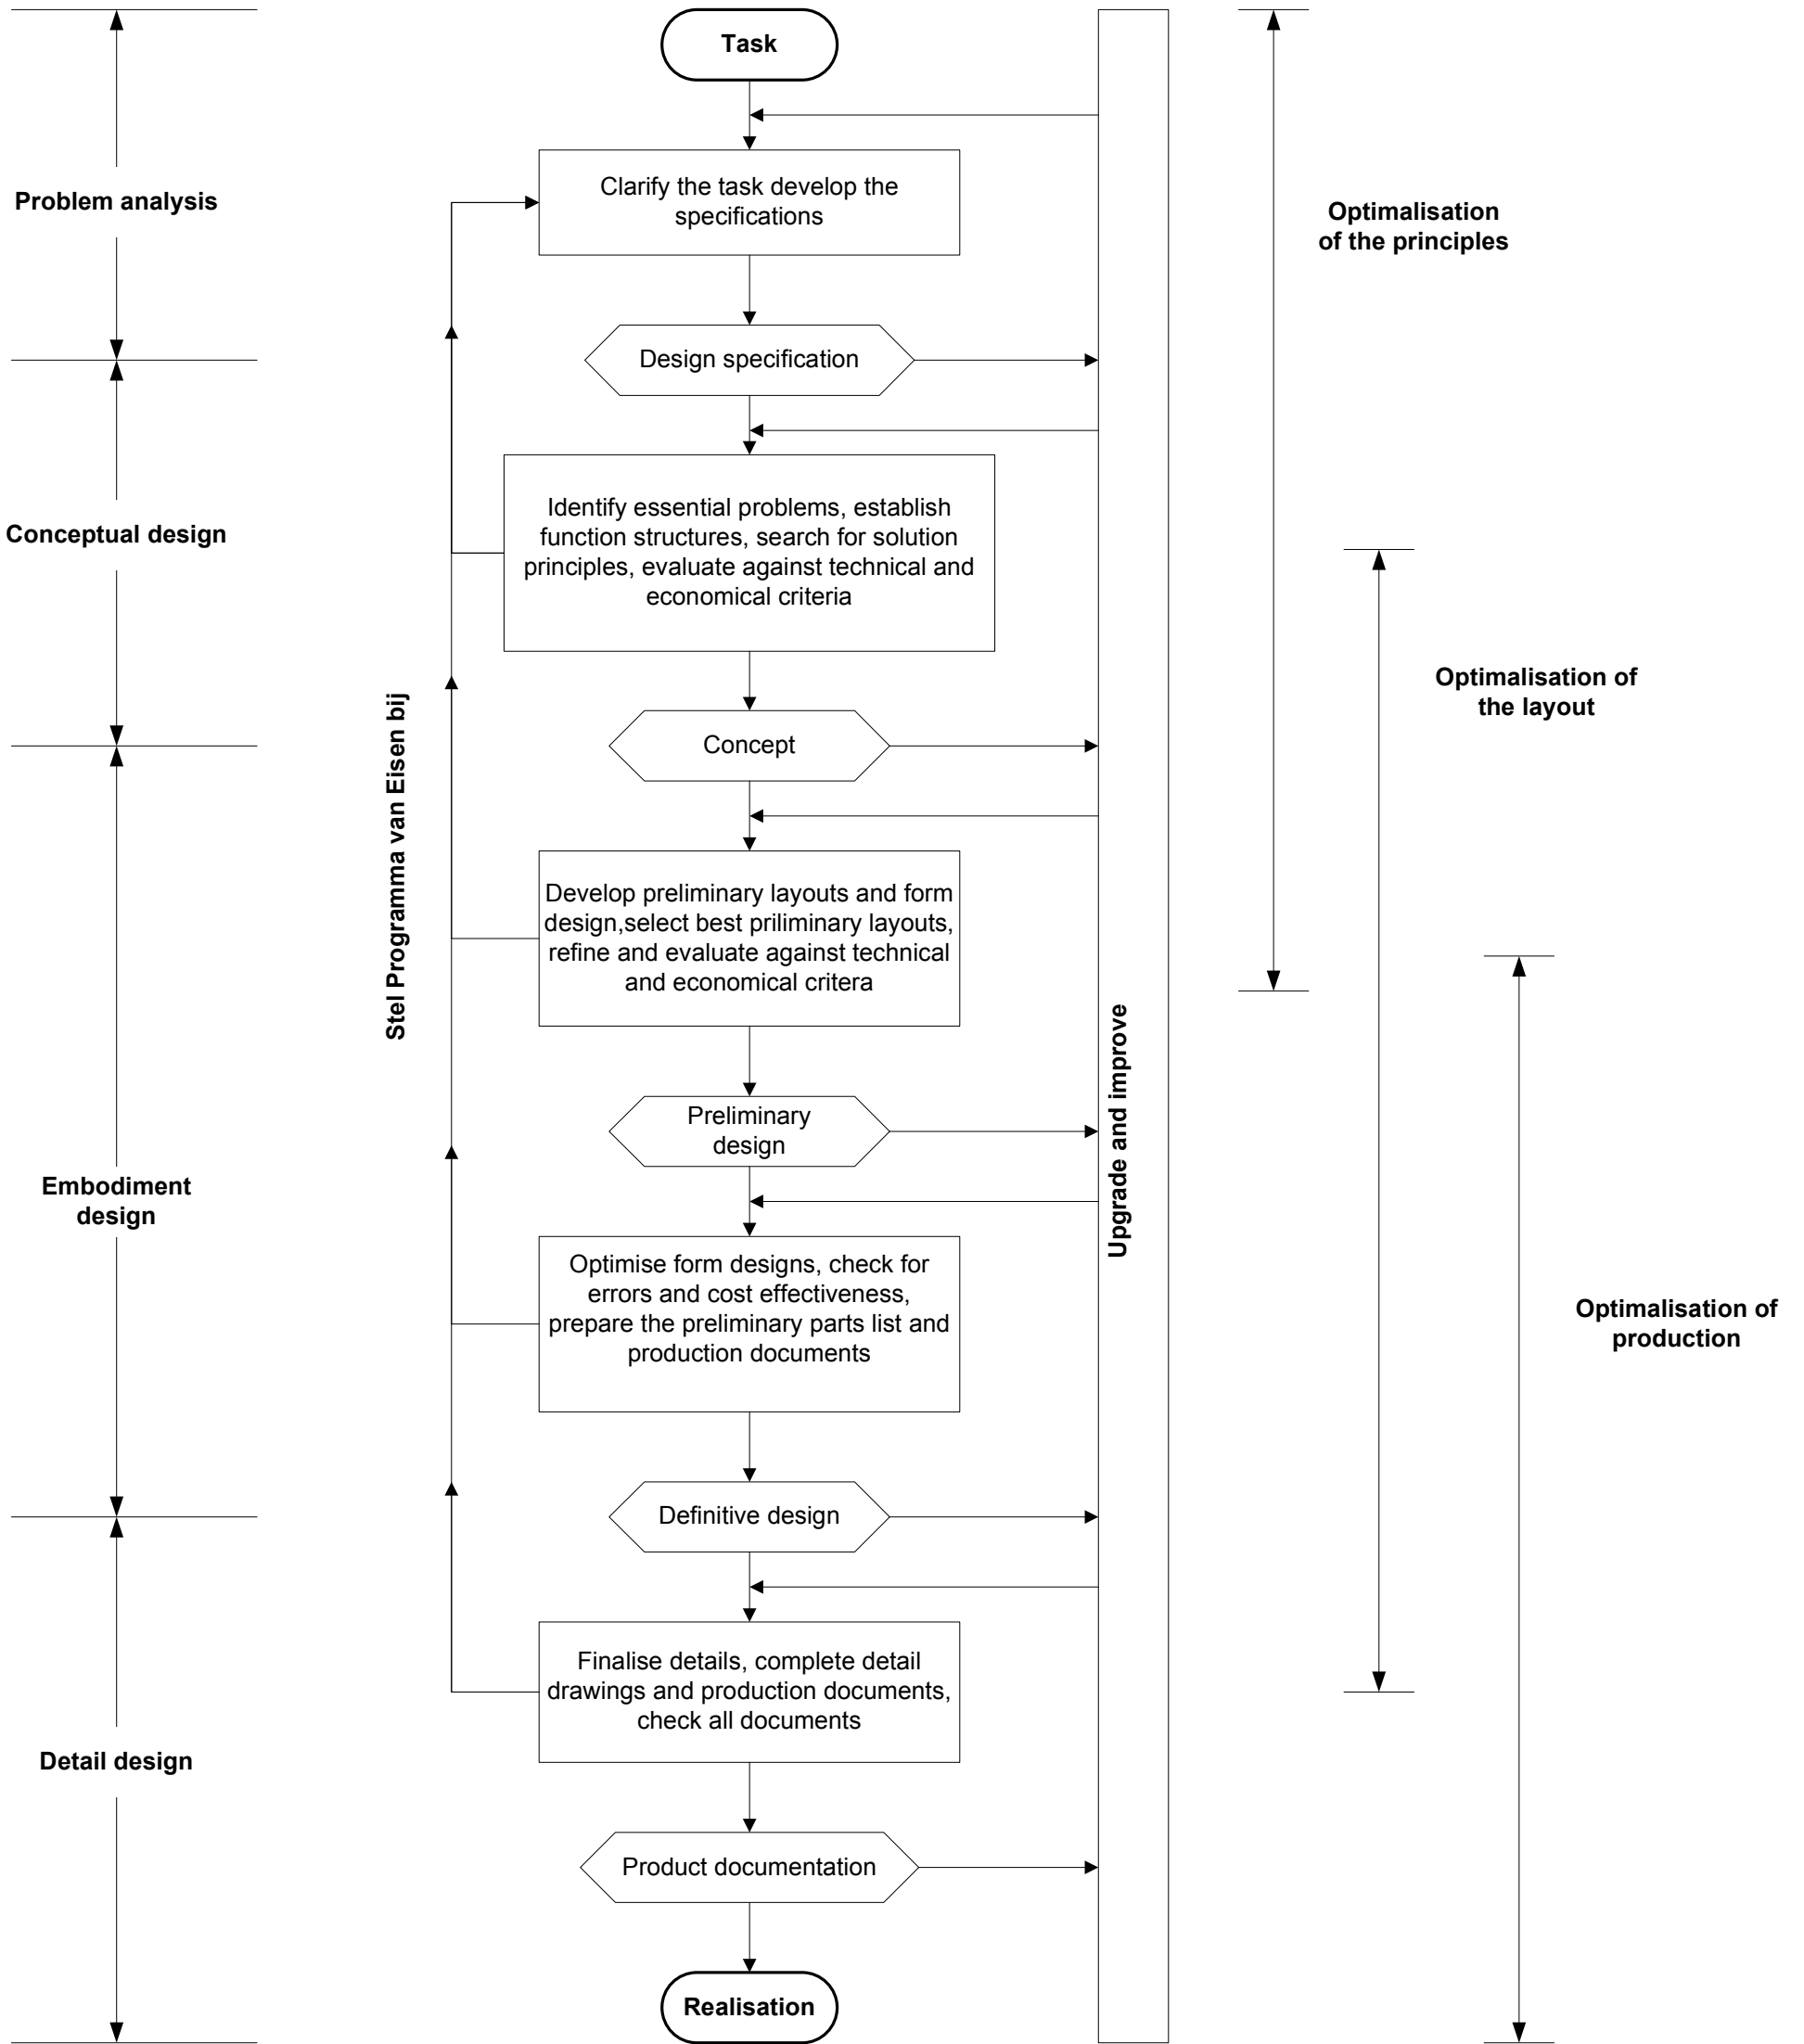 Task
Problem analysis
Clarify the task develop the
specifications
Optimalisation
of the principles
Design specification
Conceptual design
Identify essential problems, establish
function structures, search for solution
principles, evaluate against technical and
economical criteria
Optimalisation of
the layout
Stel Programma van Eisen bij
Concept
Develop preliminary layouts and form
design,select best priliminary layouts,
refine and evaluate against technical
and economical critera
Upgrade and improve
Preliminary
design
Embodiment
design
Optimise form designs, check for
errors and cost effectiveness,
prepare the preliminary parts list and
production documents
Optimalisation of
production
Definitive design
Finalise details, complete detail
drawings and production documents,
check all documents
Detail design
Product documentation
Realisation